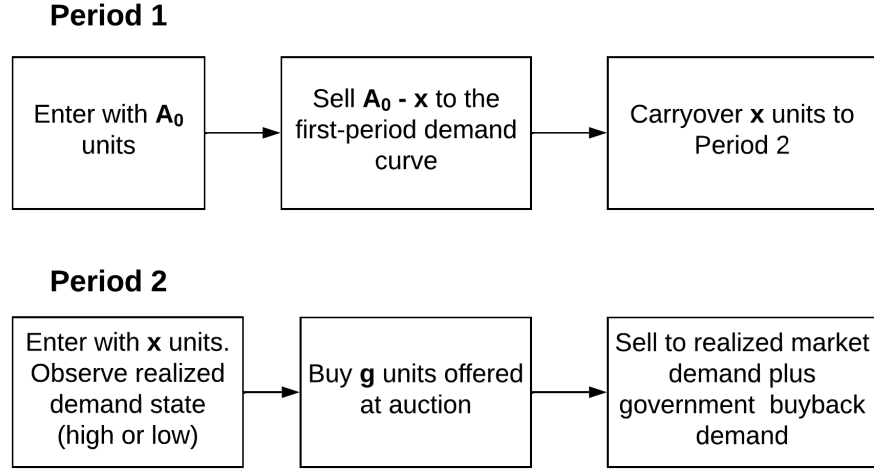 Period 1
Enter with A₀
units
Sell A₀ - x to the
first-period demand
curve
Carryover x units to
Period 2
Period 2
Enter with x units.
Observe realized
demand state
(high or low)
Buy g units offered
at auction
Sell to realized market
demand plus
government buyback
demand